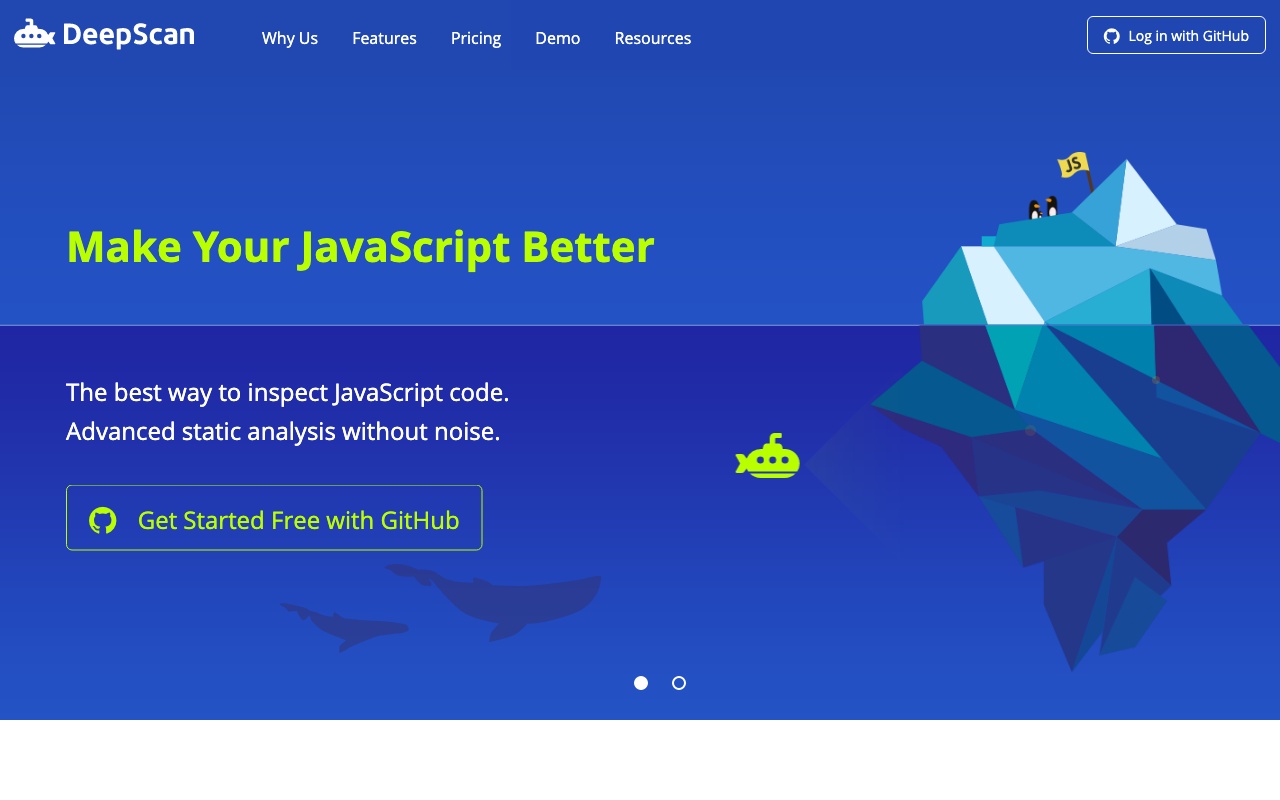 DeepScan
Why Us
Features
Pricing
Demo
Resources
Log in with GitHub
JS
Make Your JavaScript Better
The best way to inspect JavaScript code.
Advanced static analysis without noise.
Get Started Free with GitHub